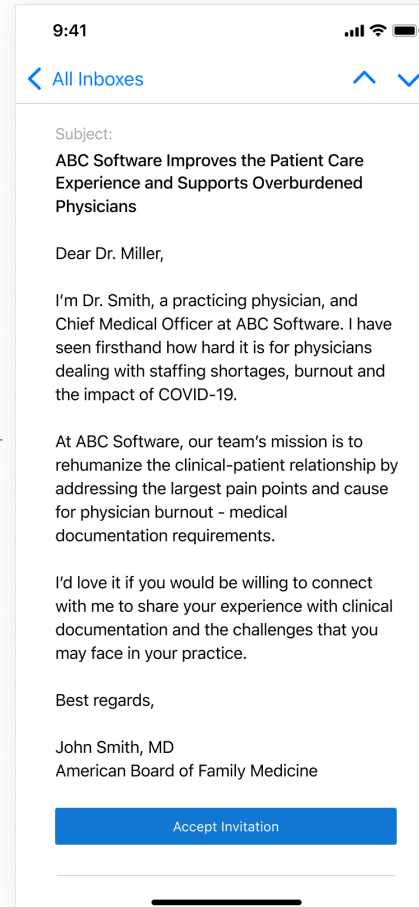 9:41
All Inboxes
Subject:
ABC Software Improves the Patient Care
Experience and Supports Overburdened
Physicians
Dear Dr. Miller,
I’m Dr. Smith, a practicing physician, and
Chief Medical Officer at ABC Software. I have
seen firsthand how hard it is for physicians
dealing with staffing shortages, burnout and
the impact of COVID-19.
At ABC Software, our team’s mission is to
rehumanize the clinical-patient relationship by
addressing the largest pain points and cause
for physician burnout - medical
documentation requirements.
I’d love it if you would be willing to connect
with me to share your experience with clinical
documentation and the challenges that you
may face in your practice.
Best regards,
John Smith, MD
American Board of Family Medicine
Accept Invitation